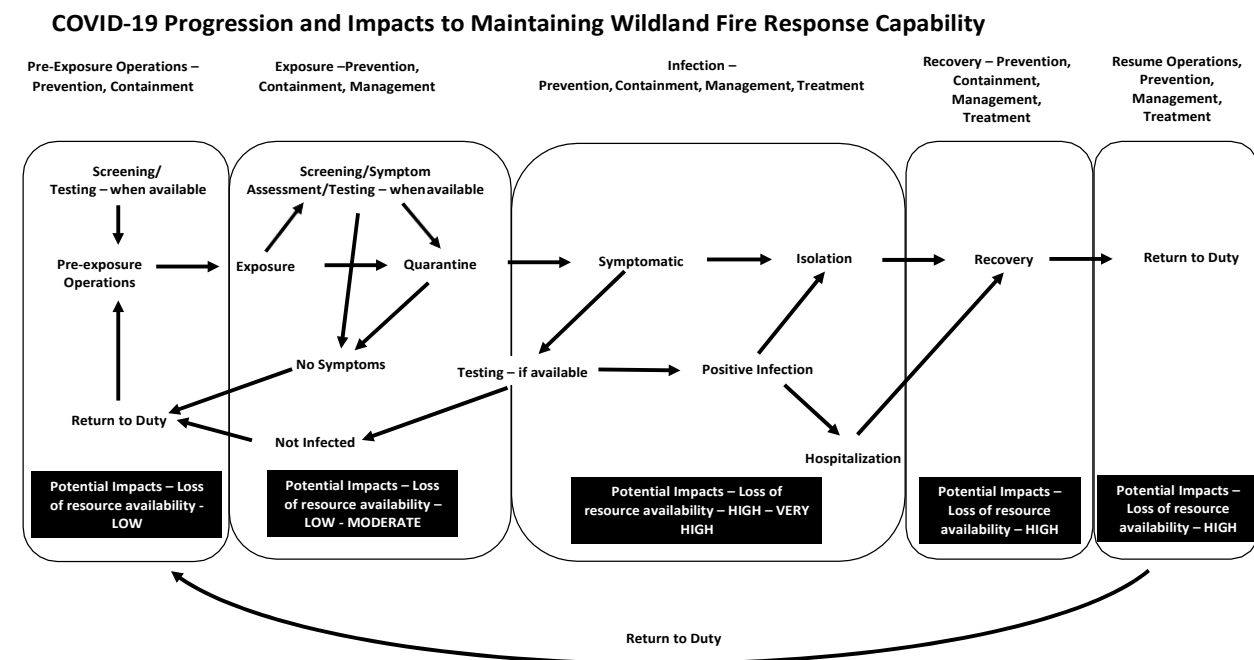 COVID-19 Progression and Impacts to Maintaining Wildland Fire Response Capability
Pre-Exposure Operations –
Prevention, Containment
Exposure –Prevention,
Containment, Management
Infection –
Prevention, Containment, Management, Treatment
Recovery – Prevention,
Containment,
Management,
Treatment
Resume Operations,
Prevention,
Management,
Treatment
Screening/
Testing – when available
Pre-exposure
Operations
Return to Duty
Potential Impacts – Loss
of resource availability -
LOW
Screening/Symptom
Assessment/Testing – when available
Exposure
Quarantine
No Symptoms
Not Infected
Potential Impacts – Loss
of resource availability –
LOW - MODERATE
Symptomatic
Isolation
Testing – if available
Positive Infection
Hospitalization
Potential Impacts – Loss of
resource availability – HIGH – VERY
HIGH
Recovery
Potential Impacts –
Loss of resource
availability – HIGH
Return to Duty
Potential Impacts –
Loss of resource
availability – HIGH
Return to Duty